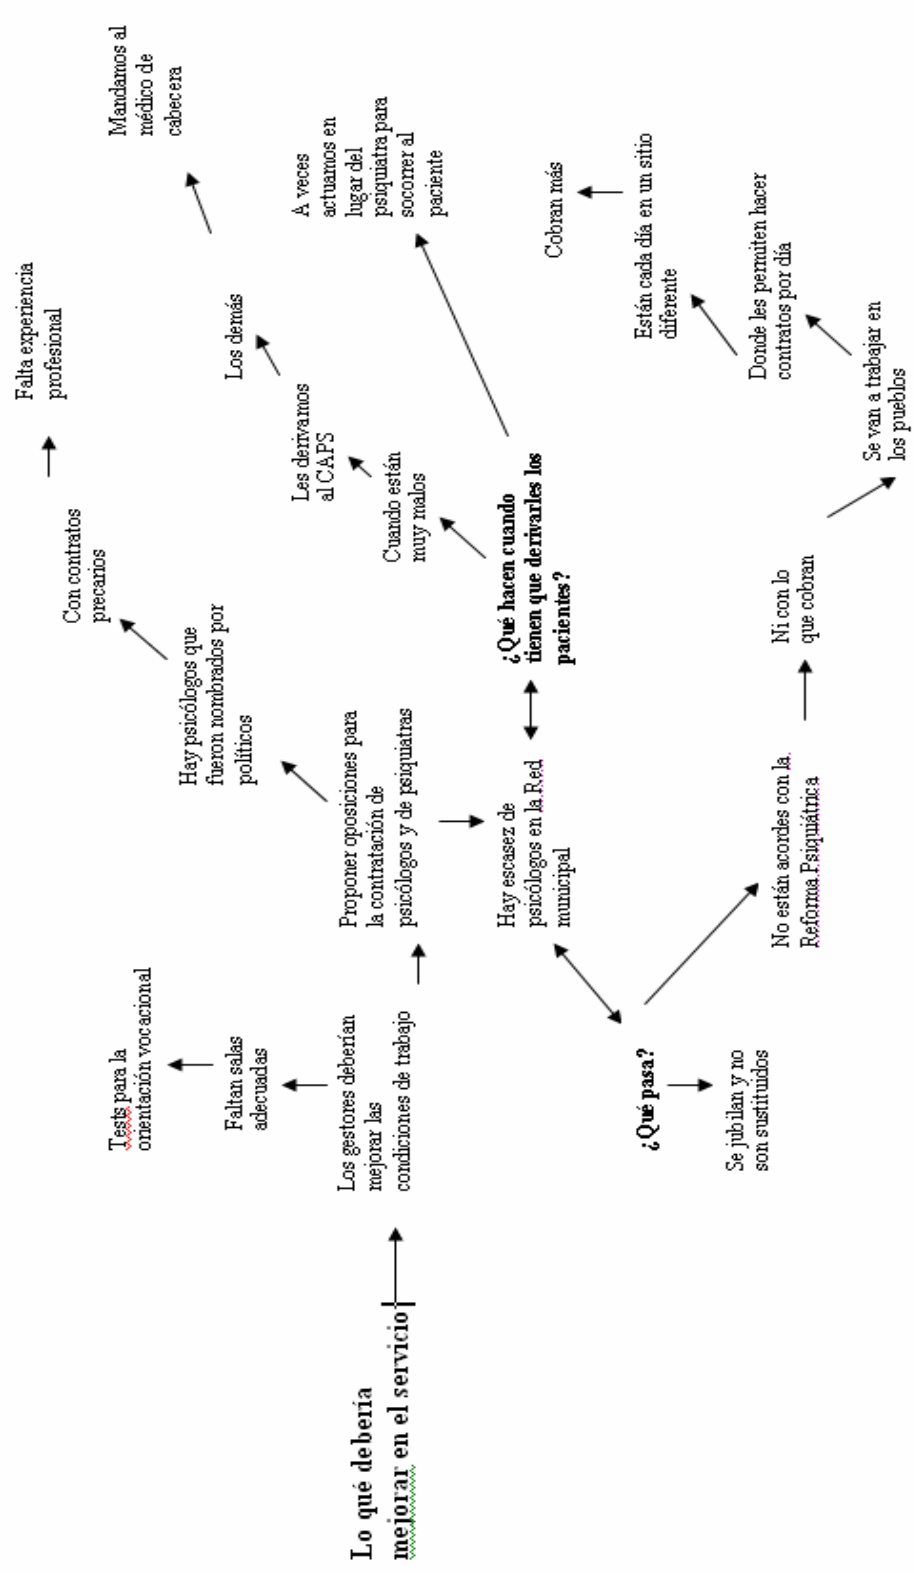 Lo qué debería
mejorar en el servicio
Los gestores deberían
mejorar las
condiciones de trabajo
Faltan salas
adecuadas
Tests para la
orientación vocacional
Proponer oposiciones para
la contratación de
psicólogos y de psiquiatras
Hay psicólogos que
fueron nombrados por
políticos
Con contratos
precarios
Falta experiencia
profesional
Hay escasez de
psicólogos en la Red
municipal
¿Qué hacen cuando
tienen que derivarles los
pacientes?
Cuando están
muy malos
Les derivamos
al CAPS
Los demás
Mandamos al
médico de
cabecera
A veces
actuamos en
lugar del
psiquiatra para
socorrer al
paciente
¿Qué pasa?
Se jubilan y no
son sustituídos
No están acordes con la
Reforma Psiquiátrica
Ni con lo
que cobran
Se van a trabajar en
los pueblos
Donde les permiten hacer
contratos por día
Están cada día en un sitio
diferente
Cobran más